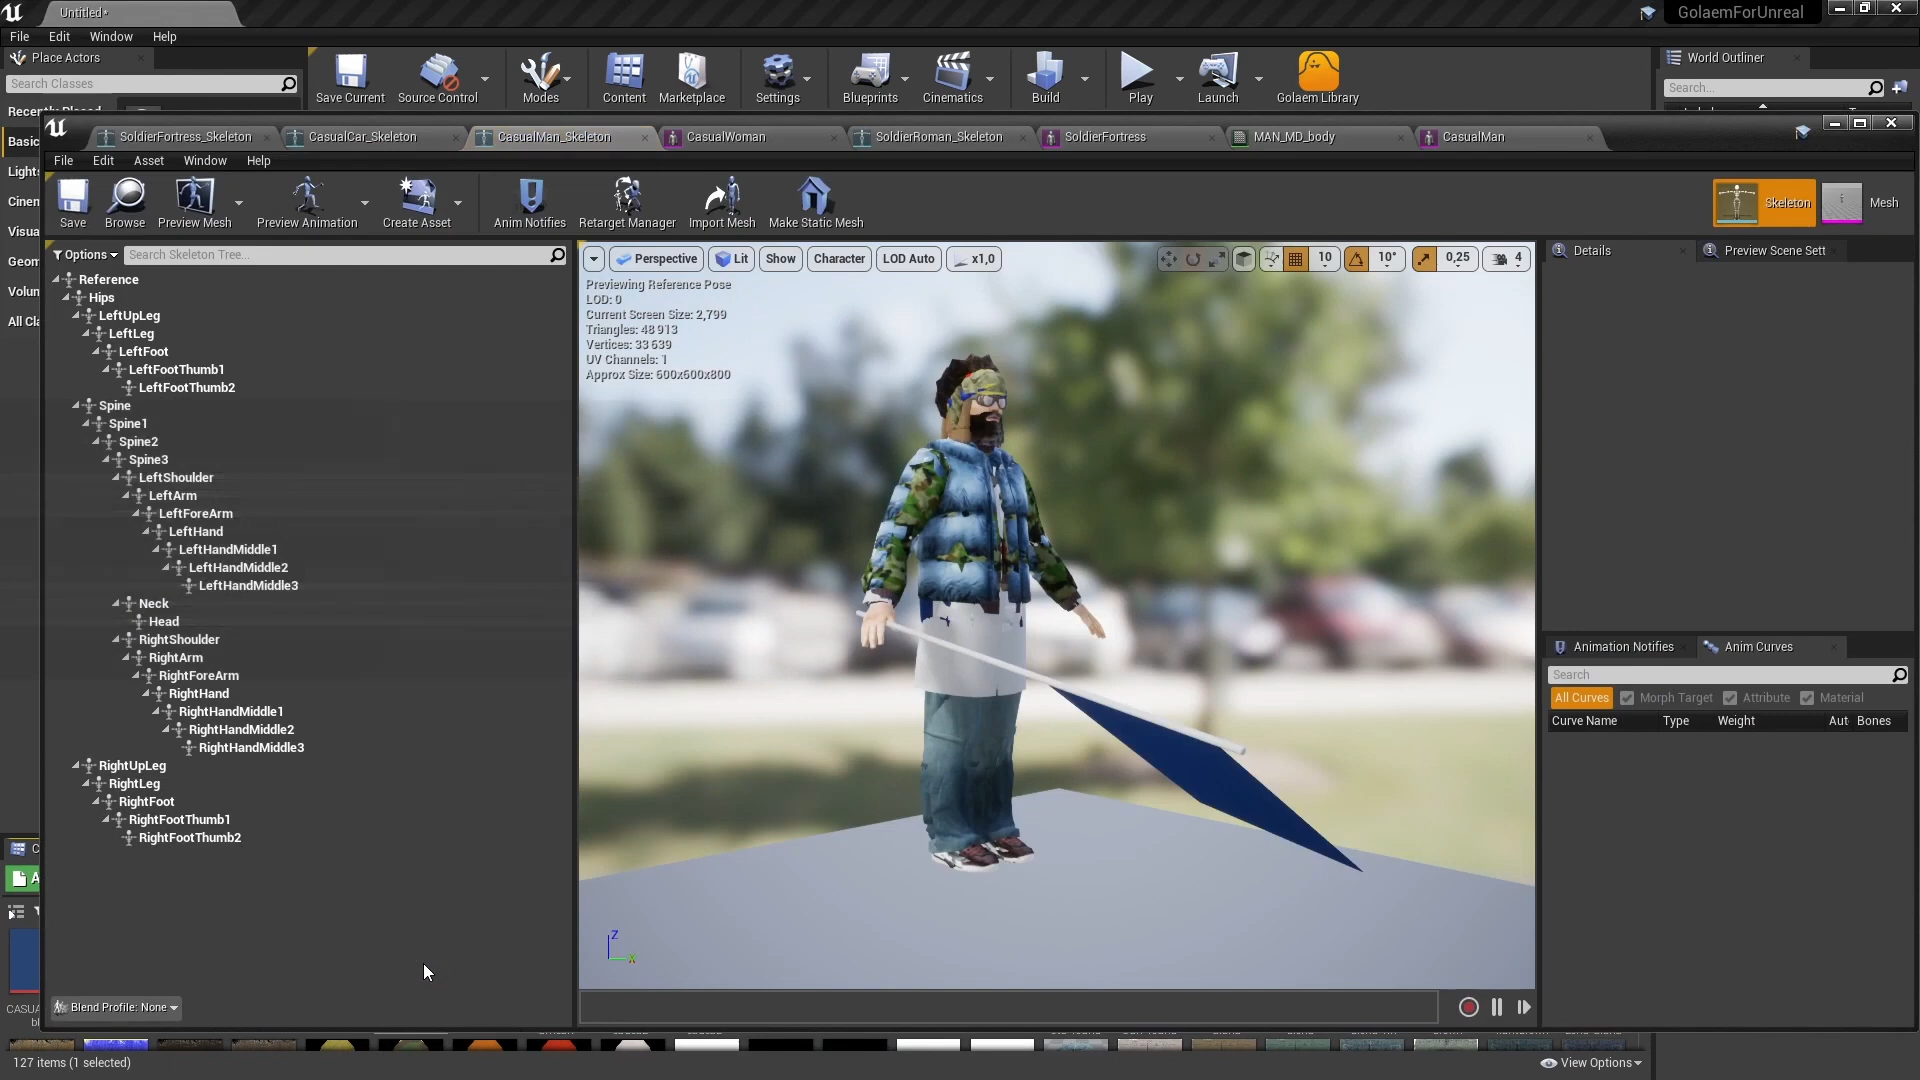 Untitled*
GolaemForUnreal
File Edit Window Help
Place Actors
Search Classes
Recently Placed
Basic
Lights
Cinem
Visua
Geom
Volun
All Cla
Save Current
Source Control
Modes
Content
Marketplace
Settings
Blueprints
Cinematics
Build
Play
Launch
Golaem Library
World Outliner
Search...
SoldierFortress_Skeleton
CasualCar_Skeleton
CasualMan_Skeleton
CasualWoman
SoldierRoman_Skeleton
SoldierFortress
MAN_MD_body
CasualMan
File Edit Asset Window Help
Save
Browse
Preview Mesh
Preview Animation
Create Asset
Anim Notifies
Retarget Manager
Import Mesh
Make Static Mesh
Skeleton
Mesh
Options
Search Skeleton Tree...
Reference
Hips
LeftUpLeg
LeftLeg
LeftFoot
LeftFootThumb1
LeftFootThumb2
Spine
Spine1
Spine2
Spine3
LeftShoulder
LeftArm
LeftForeArm
LeftHand
LeftHandMiddle1
LeftHandMiddle2
LeftHandMiddle3
Neck
Head
RightShoulder
RightArm
RightForeArm
RightHand
RightHandMiddle1
RightHandMiddle2
RightHandMiddle3
RightUpLeg
RightLeg
RightFoot
RightFootThumb1
RightFootThumb2
Blend Profile: None
Perspective
Lit
Show
Character
LOD Auto
x1,0
10
10°
0,25
4
Previewing Reference Pose
LOD: 0
Current Screen Size: 2,799
Triangles: 48 913
Vertices: 33 639
UV Channels: 1
Approx Size: 600x600x800
Z
X
Details
Preview Scene Sett
Animation Notifies
Anim Curves
Search
All Curves
Morph Target
Attribute
Material
Curve Name Type Weight Aut Bones
CASUA
127 items (1 selected)
View Options